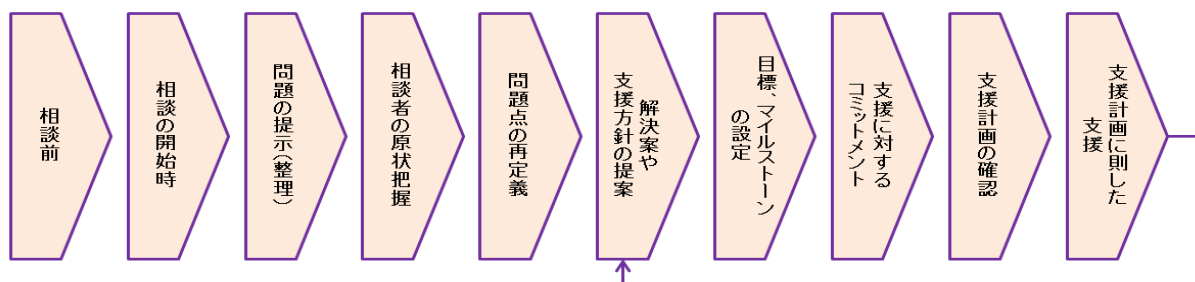 相談前
相談の開始時
問題の提示(整理)
相談者の原状把握
問題点の再定義
解決案や
支援方針の提案
目標、マイルストーン
の設定
支援に対する
コミットメント
支援計画の確認
支援計画に則した
支援